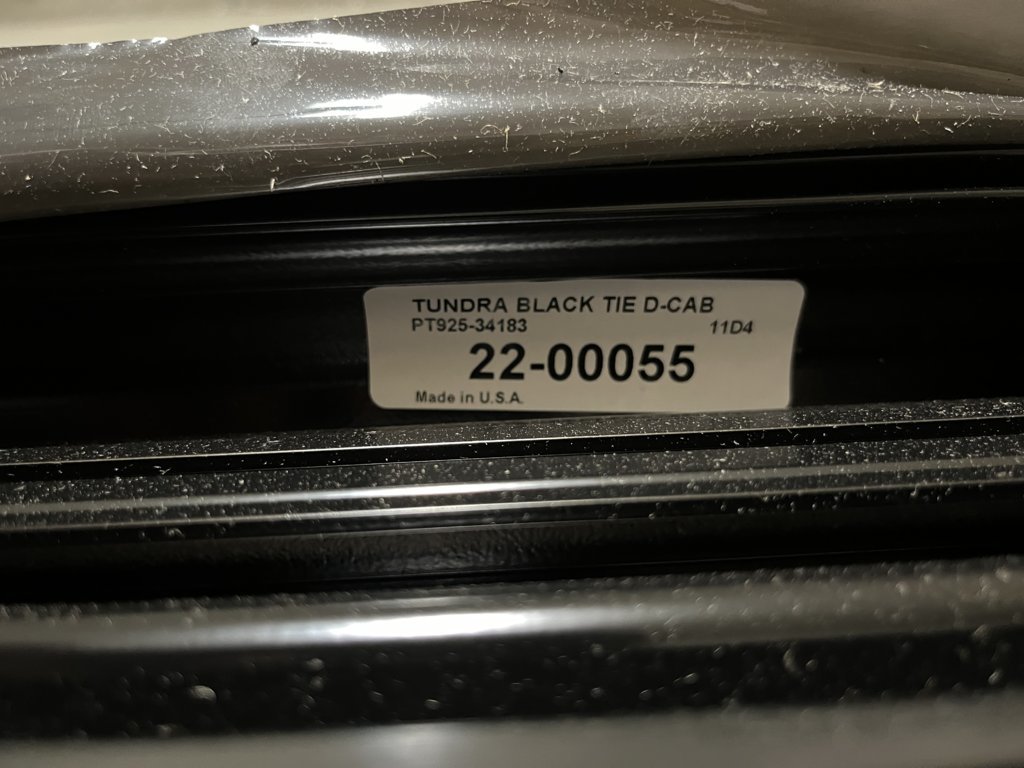 TUNDRA BLACK TIE D-CAB
PT925-34183 11D4
22-00055
Made in U.S.A.